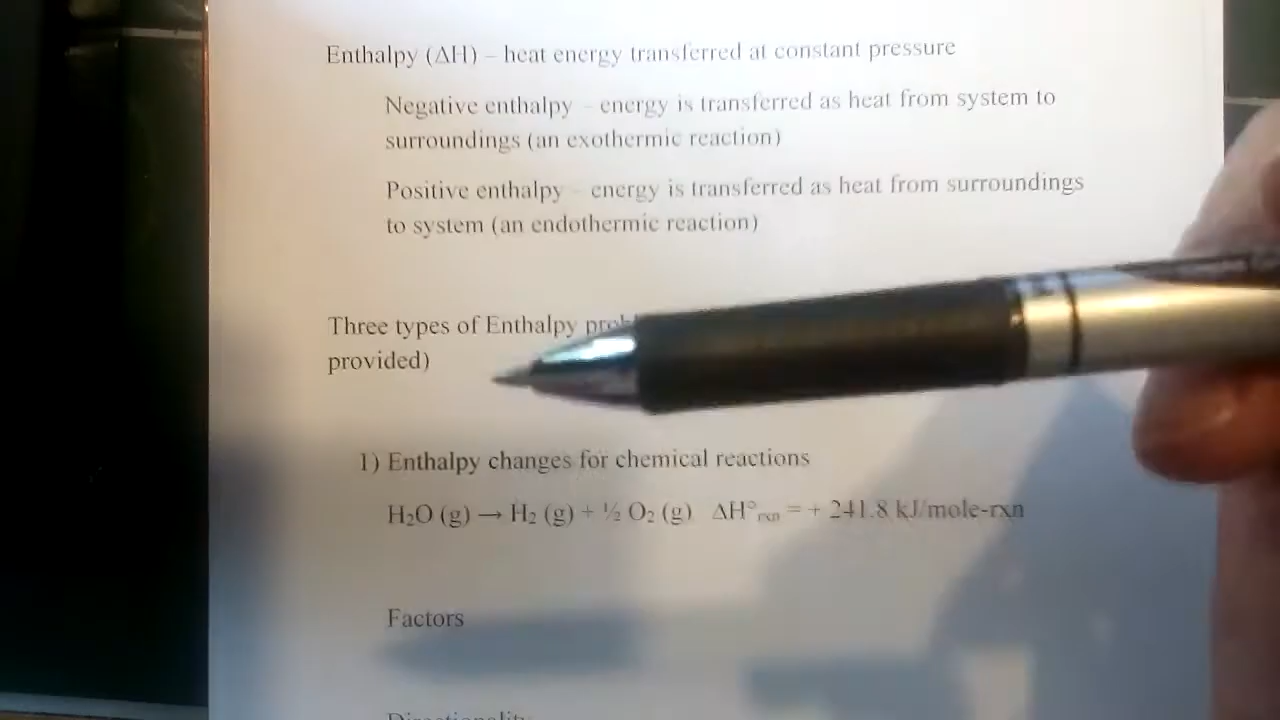 Enthalpy (ΔH) – heat energy transferred at constant pressure
Negative enthalpy – energy is transferred as heat from system to
surroundings (an exothermic reaction)
Positive enthalpy – energy is transferred as heat from surroundings
to system (an endothermic reaction)
Three types of Enthalpy
provided)
1) Enthalpy changes for chemical reactions
H₂O (g) → H₂ (g) + ½ O₂ (g) ΔH°rxn = + 241.8 kJ/mole-rxn
Factors
Directionality